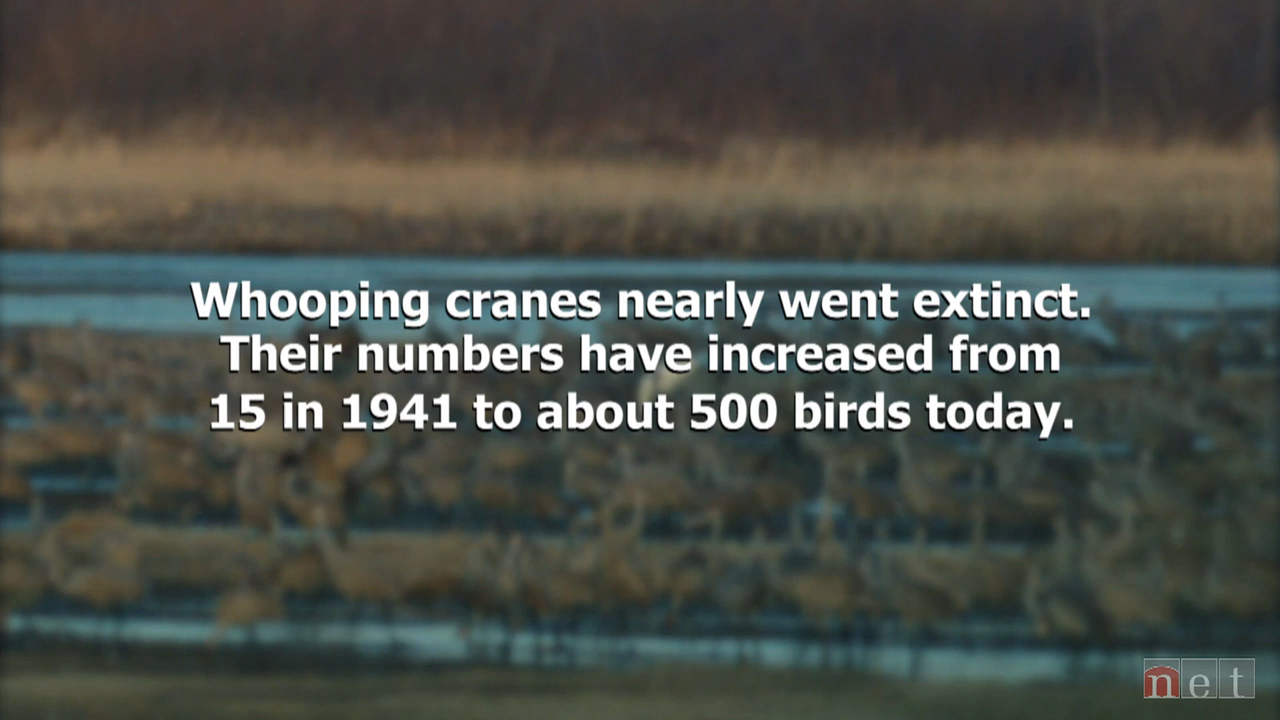 Whooping cranes nearly went extinct.
Their numbers have increased from
15 in 1941 to about 500 birds today.
net